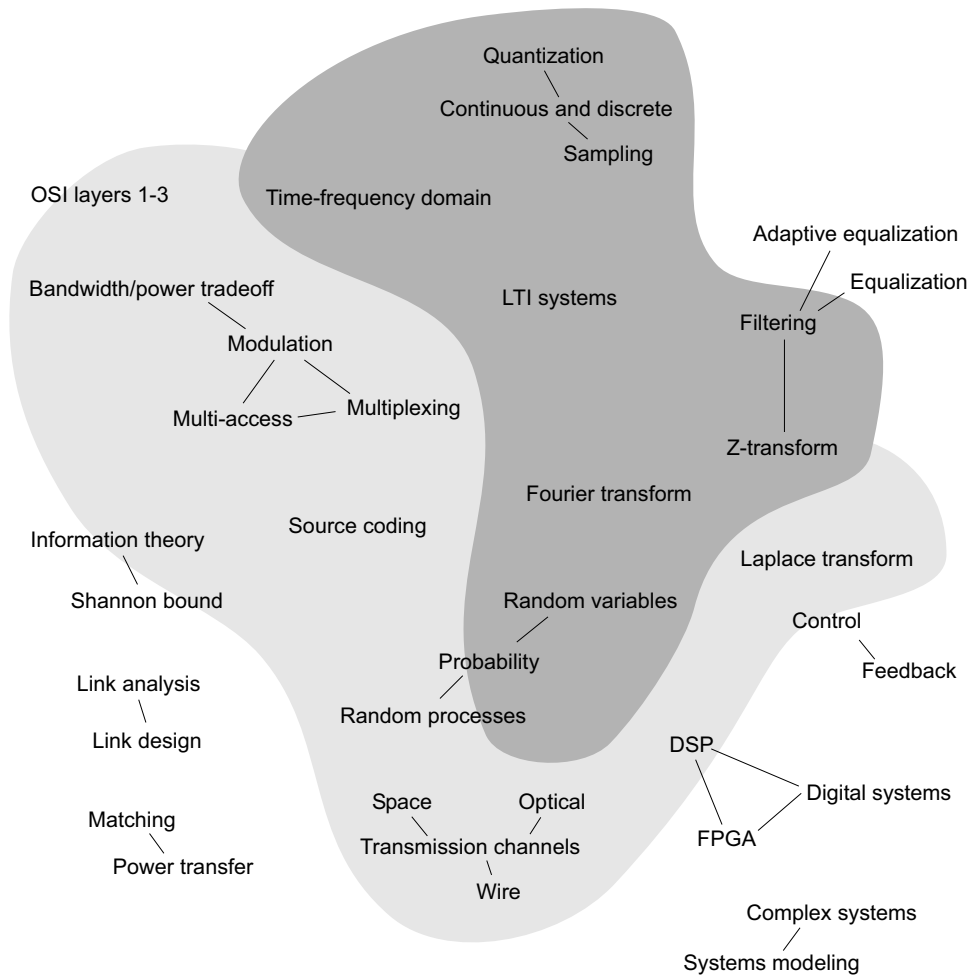 Quantization
Continuous and discrete
Sampling
OSI layers 1-3
Time-frequency domain
Adaptive equalization
Equalization
Bandwidth/power tradeoff
LTI systems
Filtering
Modulation
Multi-access
Multiplexing
Z-transform
Fourier transform
Source coding
Information theory
Laplace transform
Shannon bound
Random variables
Control
Probability
Feedback
Link analysis
Random processes
Link design
DSP
Space
Optical
Digital systems
Matching
FPGA
Transmission channels
Power transfer
Wire
Complex systems
Systems modeling